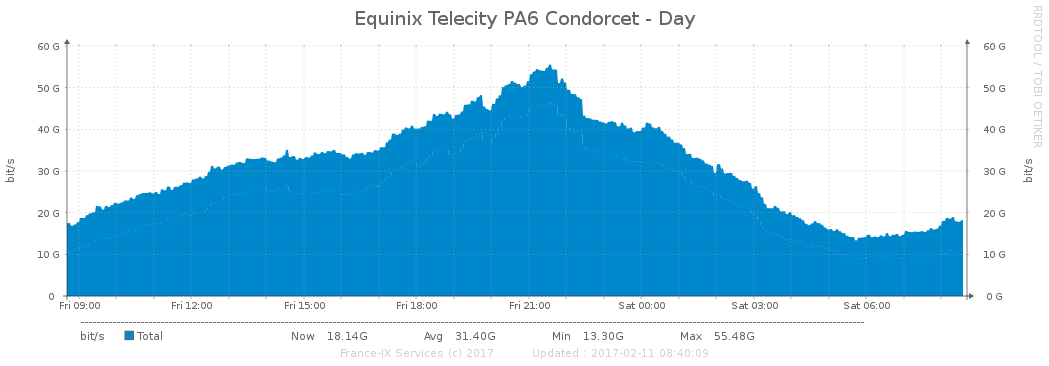 Equinix Telecity PA6 Condorcet - Day
RRDTOOL / TOBI OETIKER
bit/s
bit/s
60 G 60 G
50 G 50 G
40 G 40 G
30 G 30 G
20 G 20 G
10 G 10 G
0 0 G
Fri 09:00 Fri 12:00 Fri 15:00 Fri 18:00 Fri 21:00 Sat 00:00 Sat 03:00 Sat 06:00
bit/s Total Now 18.14G Avg 31.40G Min 13.30G Max 55.48G
France-IX Services (c) 2017 Updated : 2017-02-11 08:40:09